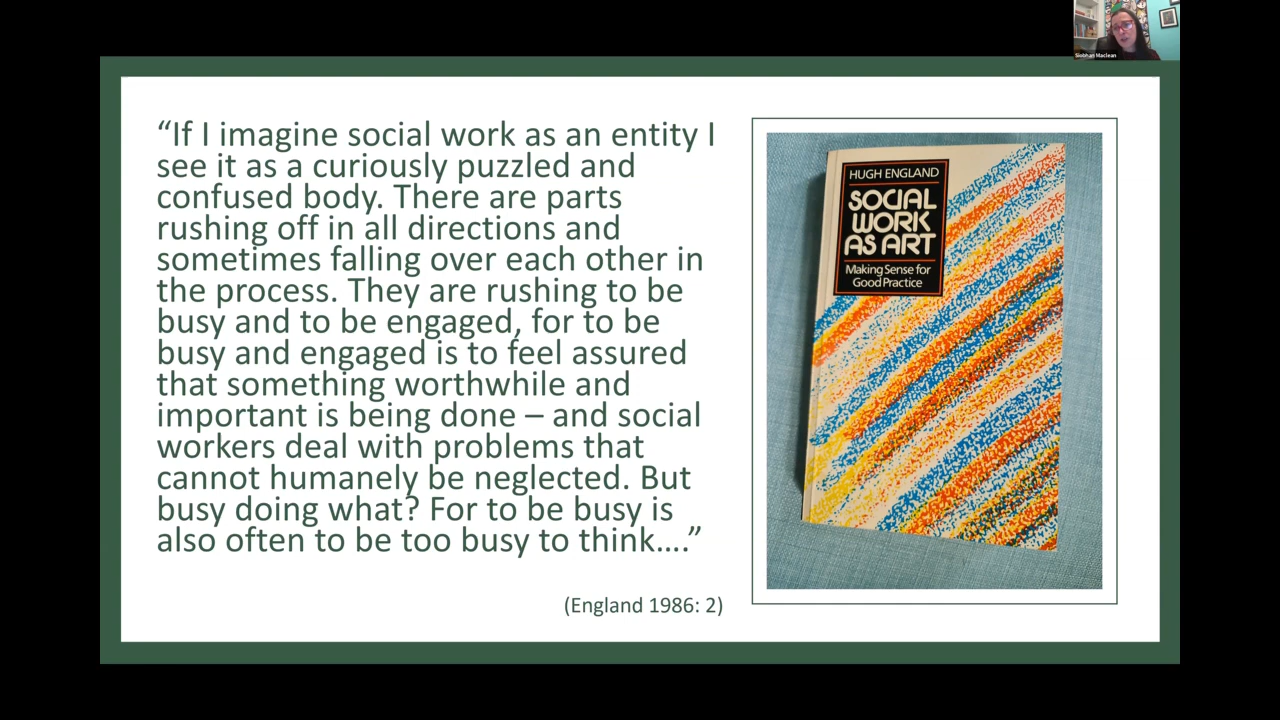 Siobhan Maclean
“If I imagine social work as an entity I
see it as a curiously puzzled and
confused body. There are parts
rushing off in all directions and
sometimes falling over each other in
the process. They are rushing to be
busy and to be engaged, for to be
busy and engaged is to feel assured
that something worthwhile and
important is being done – and social
workers deal with problems that
cannot humanely be neglected. But
busy doing what? For to be busy is
also often to be too busy to think….”
(England 1986: 2)
HUGH ENGLAND
SOCIAL
WORK
AS ART
Making Sense for
Good Practice